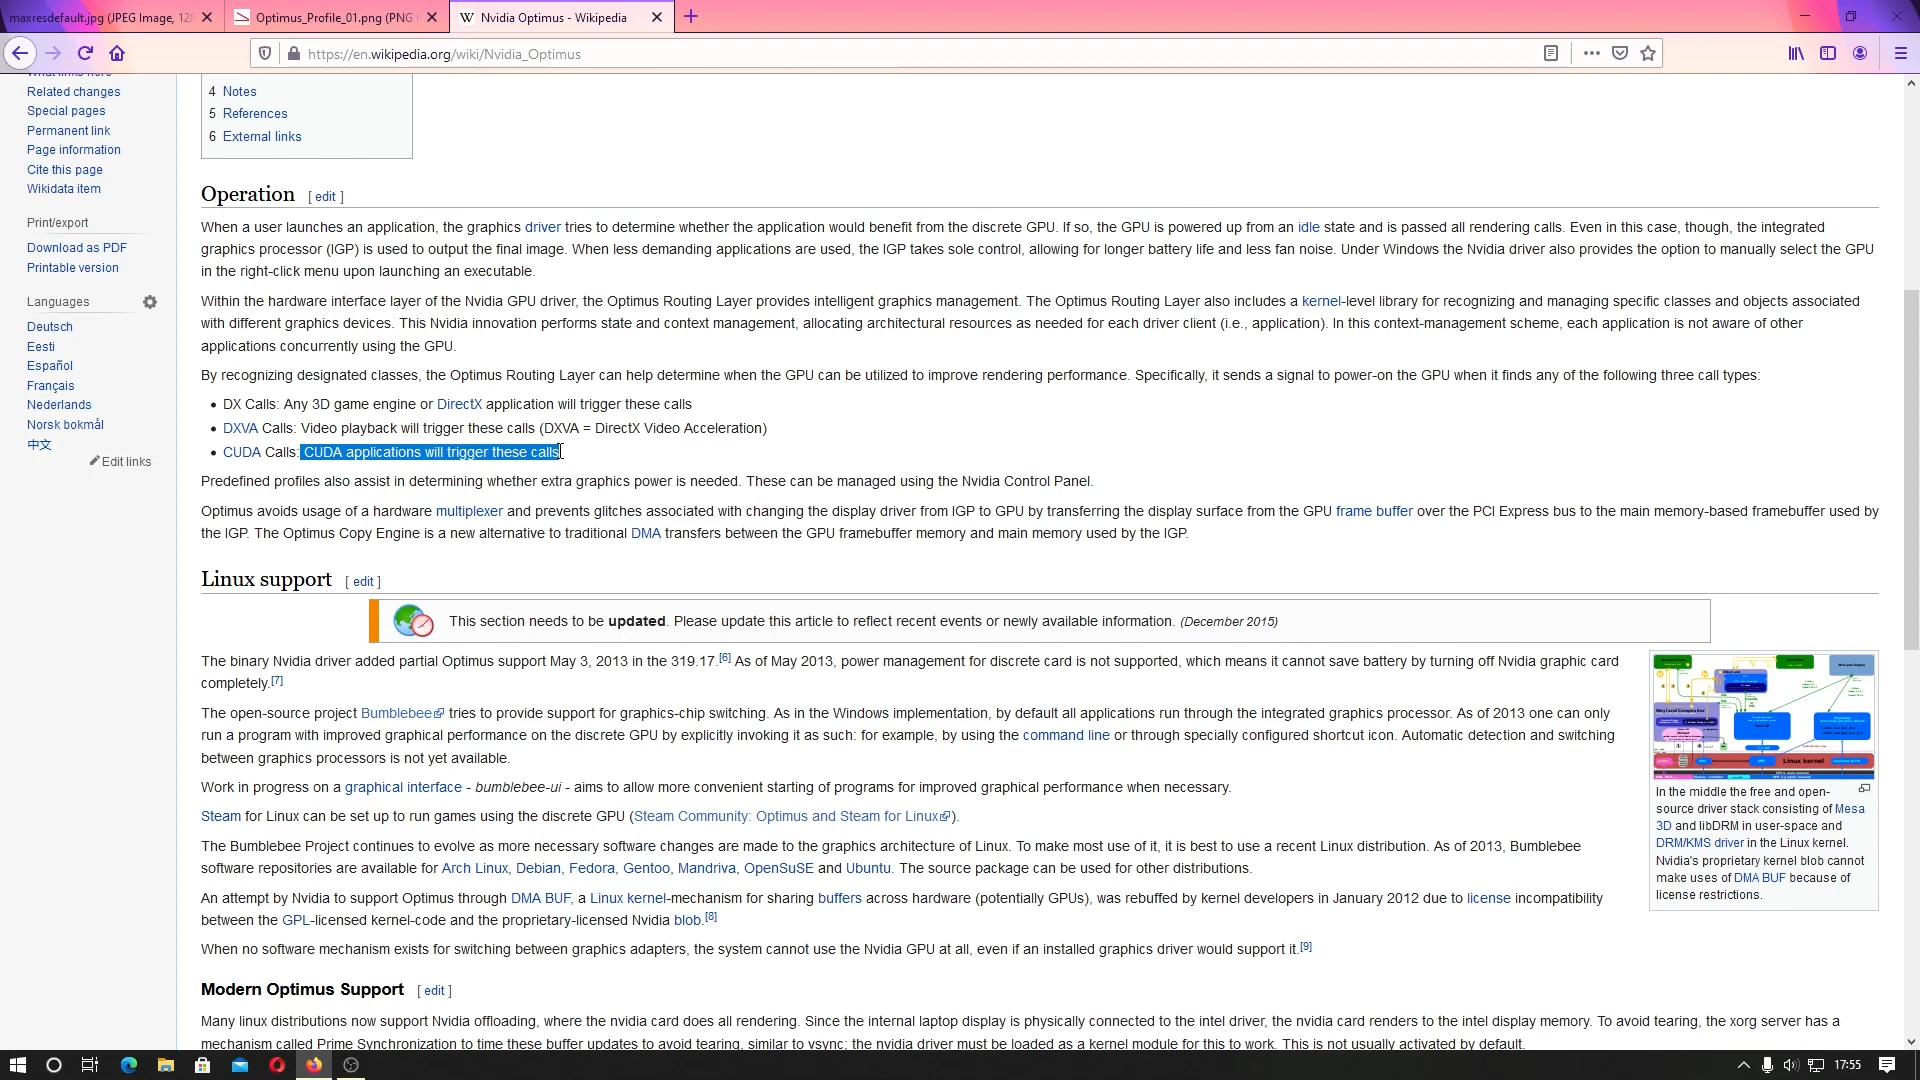 maxresdefault.jpg (JPEG Image, 128
Optimus_Profile_01.png (PNG I
Nvidia Optimus - Wikipedia
https://en.wikipedia.org/wiki/Nvidia_Optimus
What links here
Related changes
Special pages
Permanent link
Page information
Cite this page
Wikidata item
Print/export
Download as PDF
Printable version
Languages
Deutsch
Eesti
Español
Français
Nederlands
Norsk bokmål
中文
Edit links
4 Notes
5 References
6 External links
Operation [ edit ]
When a user launches an application, the graphics driver tries to determine whether the application would benefit from the discrete GPU. If so, the GPU is powered up from an idle state and is passed all rendering calls. Even in this case, though, the integrated
graphics processor (IGP) is used to output the final image. When less demanding applications are used, the IGP takes sole control, allowing for longer battery life and less fan noise. Under Windows the Nvidia driver also provides the option to manually select the GPU
in the right-click menu upon launching an executable.
Within the hardware interface layer of the Nvidia GPU driver, the Optimus Routing Layer provides intelligent graphics management. The Optimus Routing Layer also includes a kernel-level library for recognizing and managing specific classes and objects associated
with different graphics devices. This Nvidia innovation performs state and context management, allocating architectural resources as needed for each driver client (i.e., application). In this context-management scheme, each application is not aware of other
applications concurrently using the GPU.
By recognizing designated classes, the Optimus Routing Layer can help determine when the GPU can be utilized to improve rendering performance. Specifically, it sends a signal to power-on the GPU when it finds any of the following three call types:
• DX Calls: Any 3D game engine or DirectX application will trigger these calls
• DXVA Calls: Video playback will trigger these calls (DXVA = DirectX Video Acceleration)
• CUDA Calls: CUDA applications will trigger these calls
Predefined profiles also assist in determining whether extra graphics power is needed. These can be managed using the Nvidia Control Panel.
Optimus avoids usage of a hardware multiplexer and prevents glitches associated with changing the display driver from IGP to GPU by transferring the display surface from the GPU frame buffer over the PCI Express bus to the main memory-based framebuffer used by
the IGP. The Optimus Copy Engine is a new alternative to traditional DMA transfers between the GPU framebuffer memory and main memory used by the IGP.
Linux support [ edit ]
This section needs to be updated. Please update this article to reflect recent events or newly available information. (December 2015)
The binary Nvidia driver added partial Optimus support May 3, 2013 in the 319.17.[6] As of May 2013, power management for discrete card is not supported, which means it cannot save battery by turning off Nvidia graphic card
completely.[7]
The open-source project Bumblebee tries to provide support for graphics-chip switching. As in the Windows implementation, by default all applications run through the integrated graphics processor. As of 2013 one can only
run a program with improved graphical performance on the discrete GPU by explicitly invoking it as such: for example, by using the command line or through specially configured shortcut icon. Automatic detection and switching
between graphics processors is not yet available.
Work in progress on a graphical interface - bumblebee-ui - aims to allow more convenient starting of programs for improved graphical performance when necessary.
Steam for Linux can be set up to run games using the discrete GPU (Steam Community: Optimus and Steam for Linux).
The Bumblebee Project continues to evolve as more necessary software changes are made to the graphics architecture of Linux. To make most use of it, it is best to use a recent Linux distribution. As of 2013, Bumblebee
software repositories are available for Arch Linux, Debian, Fedora, Gentoo, Mandriva, OpenSuSE and Ubuntu. The source package can be used for other distributions.
An attempt by Nvidia to support Optimus through DMA BUF, a Linux kernel-mechanism for sharing buffers across hardware (potentially GPUs), was rebuffed by kernel developers in January 2012 due to license incompatibility
between the GPL-licensed kernel-code and the proprietary-licensed Nvidia blob.[8]
When no software mechanism exists for switching between graphics adapters, the system cannot use the Nvidia GPU at all, even if an installed graphics driver would support it.[9]
Linux kernel
In the middle the free and open-
source driver stack consisting of Mesa
3D and libDRM in user-space and
DRM/KMS driver in the Linux kernel.
Nvidia's proprietary kernel blob cannot
make uses of DMA BUF because of
license restrictions.
Modern Optimus Support [ edit ]
Many linux distributions now support Nvidia offloading, where the nvidia card does all rendering. Since the internal laptop display is physically connected to the intel driver, the nvidia card renders to the intel display memory. To avoid tearing, the xorg server has a
mechanism called Prime Synchronization to time these buffer updates to avoid tearing, similar to vsync; the nvidia driver must be loaded as a kernel module for this to work. This is not usually activated by default.
17:55